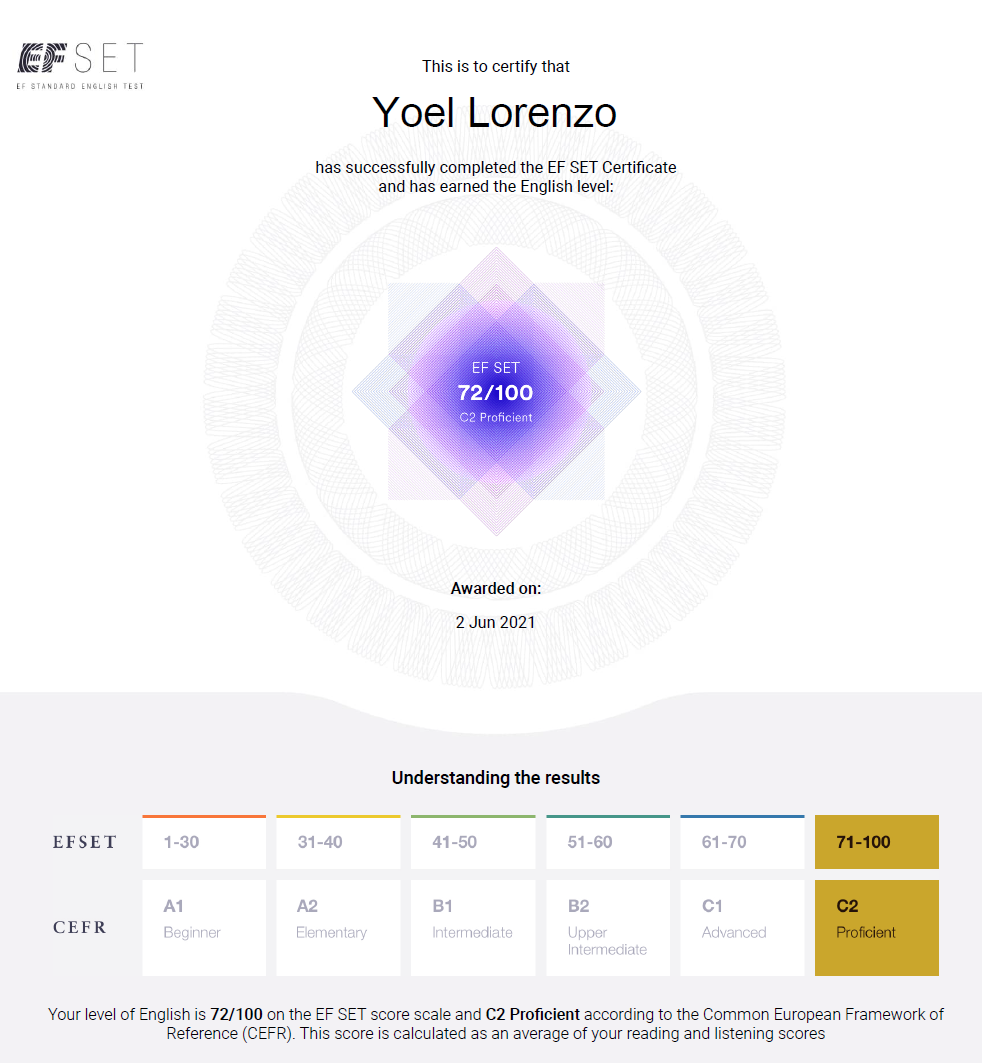 EF SET
EF STANDARD ENGLISH TEST
This is to certify that
Yoel Lorenzo
has successfully completed the EF SET Certificate
and has earned the English level:
EF SET
72/100
C2 Proficient
Awarded on:
2 Jun 2021
Understanding the results
EFSET 1-30 31-40 41-50 51-60 61-70 71-100
CEFR
A1 A2 B1 B2 C1 C2
Beginner Elementary Intermediate Upper Advanced Proficient
Intermediate
Your level of English is 72/100 on the EF SET score scale and C2 Proficient according to the Common European Framework of
Reference (CEFR). This score is calculated as an average of your reading and listening scores